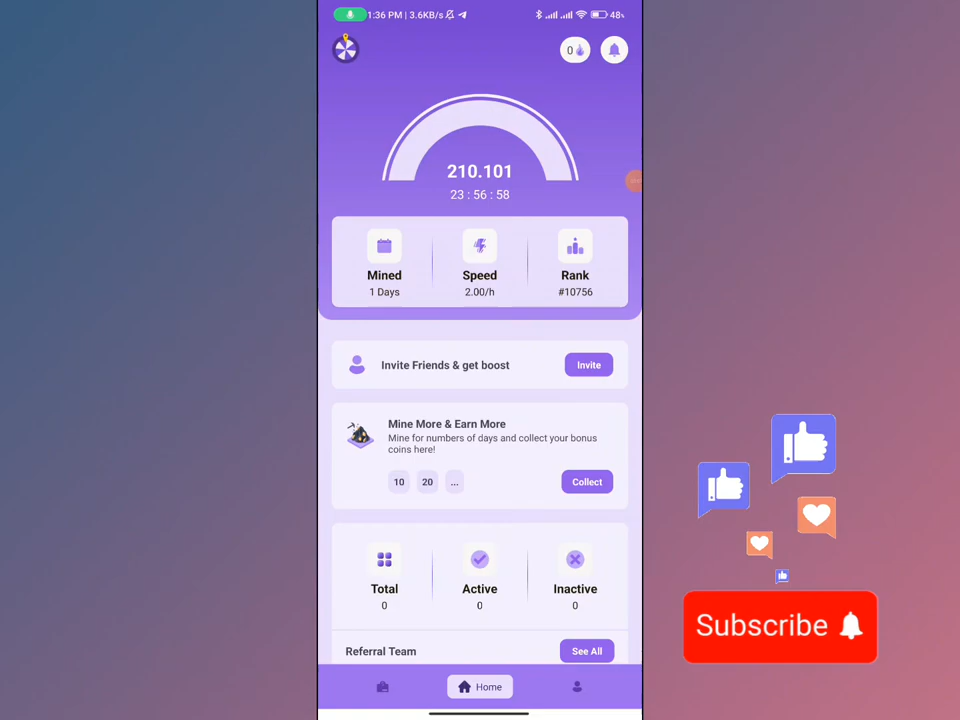 1:36 PM | 3.6KB/s
48%
0
210.101
23 : 56 : 58
Mined
1 Days
Speed
2.00/h
Rank
#10756
Invite Friends & get boost
Invite
Mine More & Earn More
Mine for numbers of days and collect your bonus
coins here!
10
20
...
Collect
Total
0
Active
0
Inactive
0
Referral Team
See All
Home
Subscribe